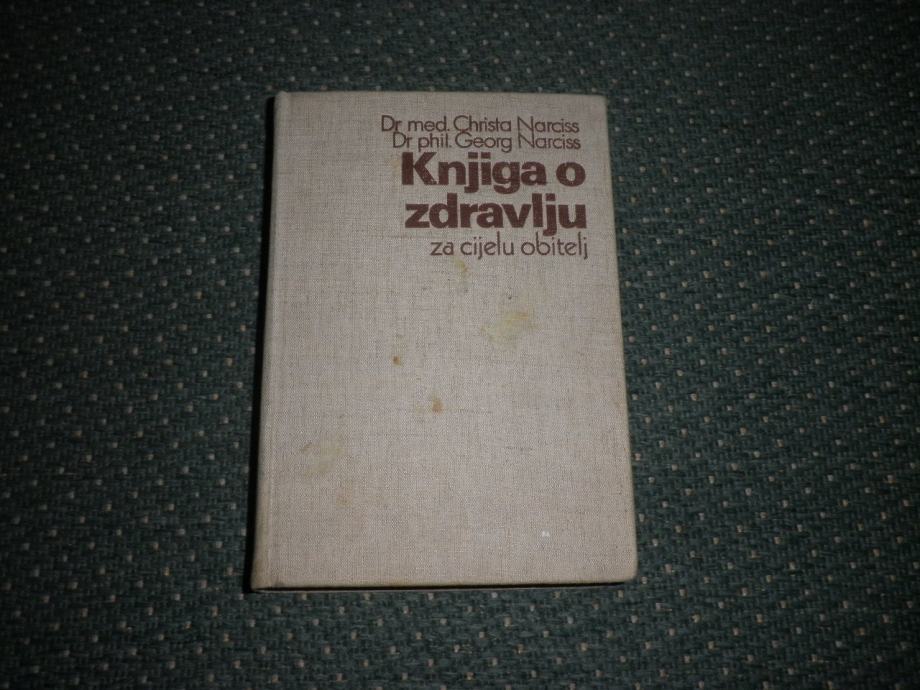 Dr med. Christa Narciss
Dr phil. Georg Narciss
Knjiga o
zdravlju
za cijelu obitelj